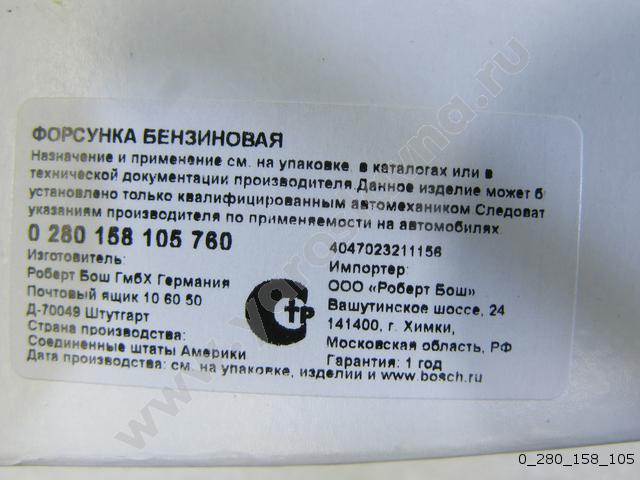 ФОРСУНКА БЕНЗИНОВАЯ
Назначение и применение см. на упаковке, в каталогах или в
технической документации производителя.Данное изделие может б
установлено только квалифицированным автомехаником.Следоват
указаниям производителя по применяемости на автомобилях.
0 280 158 105 760
Изготовитель:
Роберт Бош ГмбХ Германия
Почтовый ящик 10 60 50
Д-70049 Штутгарт
Страна производства:
Соединенные штаты Америки
Дата производства: см. на упаковке, изделии и www.bosch.ru
Стр
4047023211156
Импортер:
ООО «Роберт Бош»
Вашутинское шоссе, 24
141400, г. Химки,
Московская область, РФ
Гарантия: 1 год
0_280_158_105